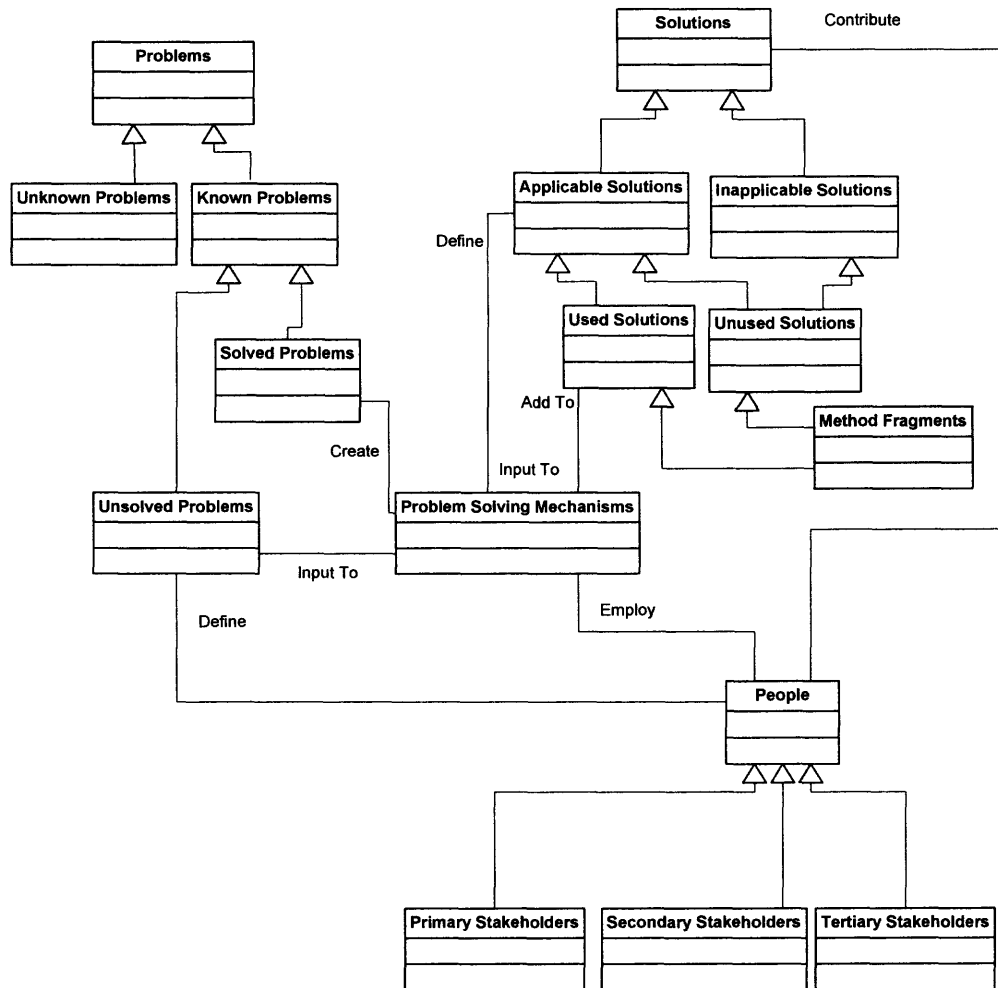 Solutions
Contribute
Problems
Unknown Problems
Known Problems
Applicable Solutions
Inapplicable Solutions
Define
Used Solutions
Unused Solutions
Solved Problems
Add To
Method Fragments
Create
Input To
Unsolved Problems
Problem Solving Mechanisms
Input To
Define
Employ
People
Primary Stakeholders
Secondary Stakeholders
Tertiary Stakeholders